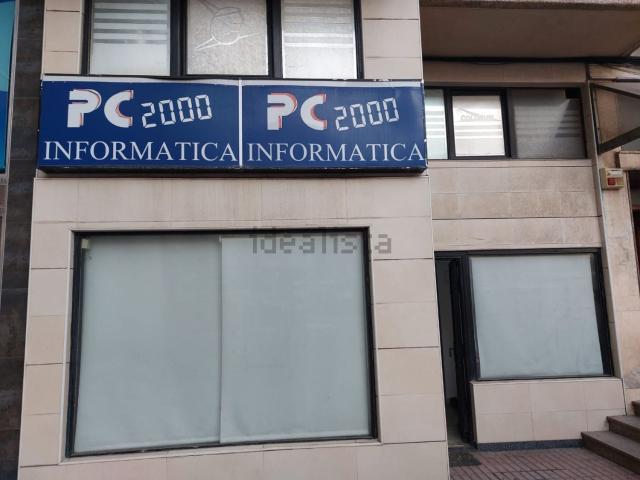 PC 2000
INFORMATICA
PC 2000
INFORMATICA
idealista